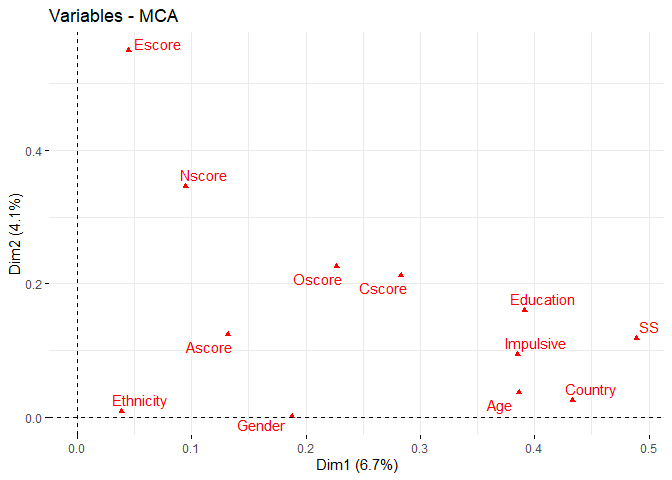 Variables - MCA
Escore
0.4
Nscore
Dim2 (4.1%)
Oscore
Cscore
0.2
Education
SS
Impulsive
Ascore
Country
Age
Ethnicity
Gender
0.0
0.0 0.1 0.2 0.3 0.4 0.5
Dim1 (6.7%)